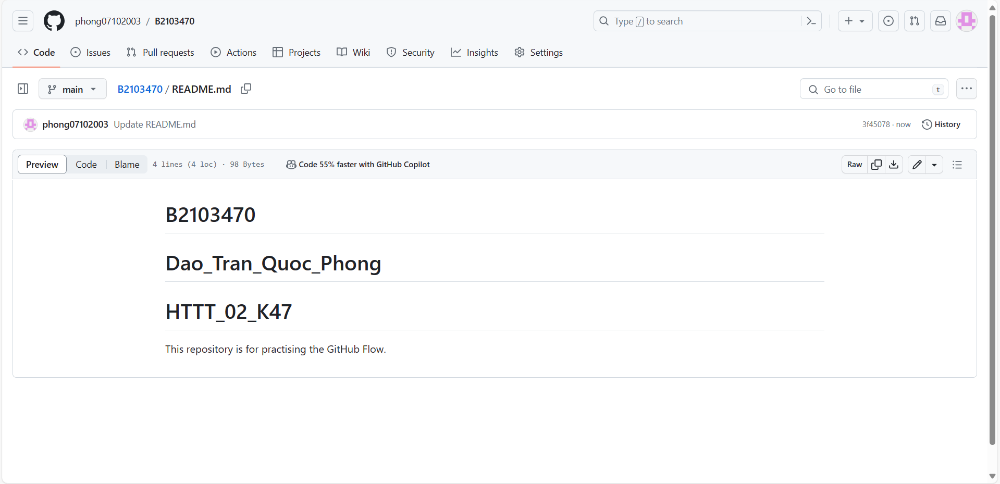 phong07102003 / B2103470
Type / to search
Code Issues Pull requests Actions Projects Wiki Security Insights Settings
main B2103470 / README.md Go to file t
phong07102003 Update README.md 3f45078 · now History
Preview Code Blame 4 lines (4 loc) · 98 Bytes Code 55% faster with GitHub Copilot Raw
B2103470
Dao_Tran_Quoc_Phong
HTTT_02_K47
This repository is for practising the GitHub Flow.